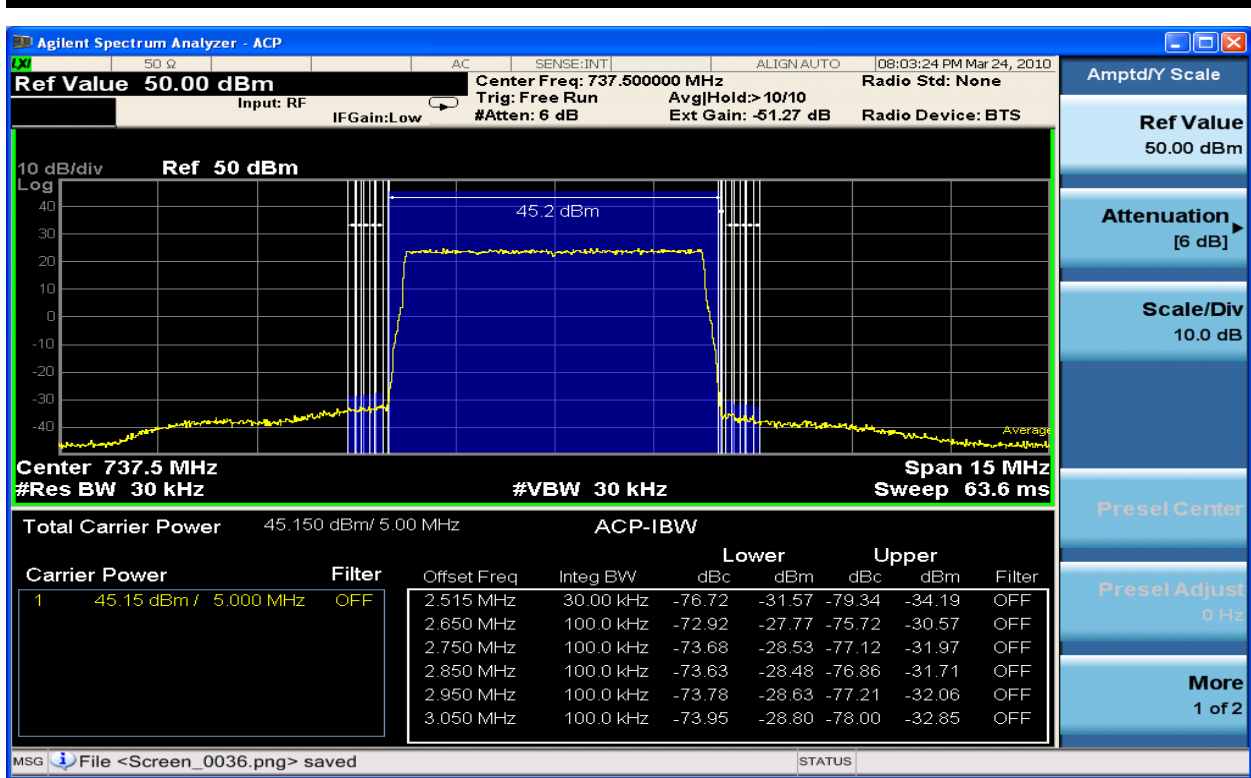 Agilent Spectrum Analyzer - ACP
LXI 50 Ω AC SENSE:INT ALIGN AUTO 08:03:24 PM Mar 24, 2010
Ref Value 50.00 dBm Center Freq: 737.500000 MHz Radio Std: None
Input: RF Trig: Free Run Avg|Hold:> 10/10
IFGain:Low #Atten: 6 dB Ext Gain: -51.27 dB Radio Device: BTS
10 dB/div Ref 50 dBm
Log
40
45.2 dBm
30
20
10
0
-10
-20
-30
-40
Average
Center 737.5 MHz Span 15 MHz
#Res BW 30 kHz #VBW 30 kHz Sweep 63.6 ms
Total Carrier Power 45.150 dBm/ 5.00 MHz ACP-IBW
Lower Upper
Carrier Power Filter Offset Freq Integ BW dBc dBm dBc dBm Filter
1 45.15 dBm / 5.000 MHz OFF 2.515 MHz 30.00 kHz -76.72 -31.57 -79.34 -34.19 OFF
2.650 MHz 100.0 kHz -72.92 -27.77 -75.72 -30.57 OFF
2.750 MHz 100.0 kHz -73.68 -28.53 -77.12 -31.97 OFF
2.850 MHz 100.0 kHz -73.63 -28.48 -76.86 -31.71 OFF
2.950 MHz 100.0 kHz -73.78 -28.63 -77.21 -32.06 OFF
3.050 MHz 100.0 kHz -73.95 -28.80 -78.00 -32.85 OFF
MSG File <Screen_0036.png> saved STATUS
Amptd/Y Scale
Ref Value
50.00 dBm
Attenuation
[6 dB]
Scale/Div
10.0 dB
Presel Center
Presel Adjust
0 Hz
More
1 of 2